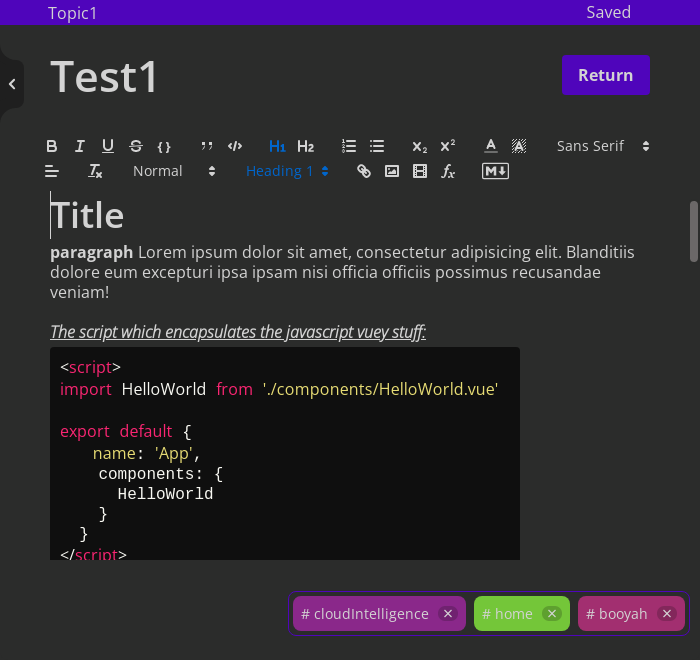 Topic1 Saved
Test1 Return
B I U S {} H1 H2 x2 x² A A Sans Serif
Normal Heading 1 fx M
Title
paragraph Lorem ipsum dolor sit amet, consectetur adipisicing elit. Blanditiis
dolore eum excepturi ipsa ipsam nisi officia officiis possimus recusandae
veniam!
The script which encapsulates the javascript vuey stuff:
<script>
import HelloWorld from './components/HelloWorld.vue'
export default {
name: 'App',
components: {
HelloWorld
}
}
</script>
# cloudIntelligence × # home × # booyah ×